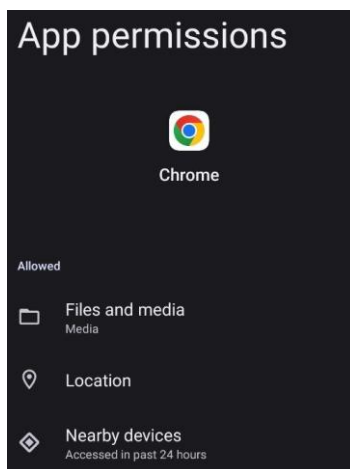 App permissions
Chrome
Allowed
Files and media
Media
Location
Nearby devices
Accessed in past 24 hours